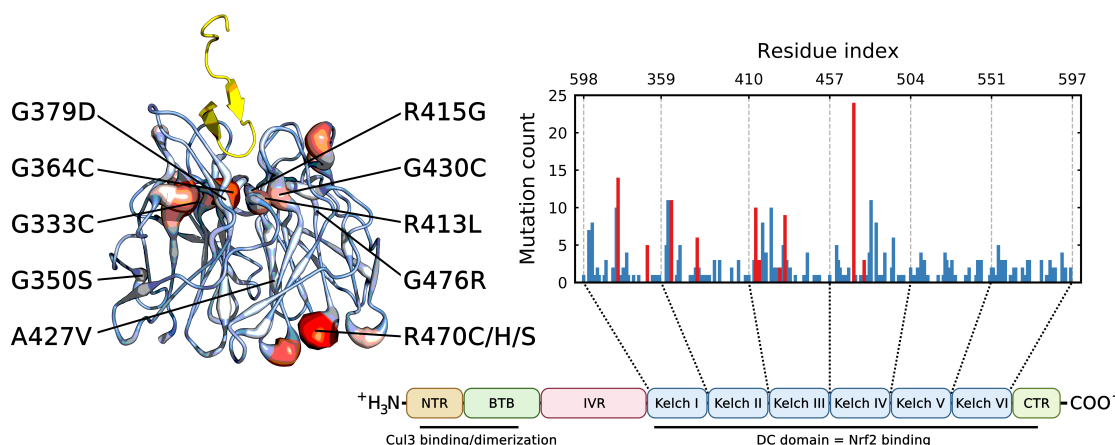 G379D
G364C
G333C
G350S
A427V
R415G
G430C
R413L
G476R
R470C/H/S
Residue index
598 359 410 457 504 551 597
Mutation count
25
20
15
10
5
0
⁺H₃N NTR BTB IVR Kelch I Kelch II Kelch III Kelch IV Kelch V Kelch VI CTR COO⁻
Cul3 binding/dimerization
DC domain = Nrf2 binding